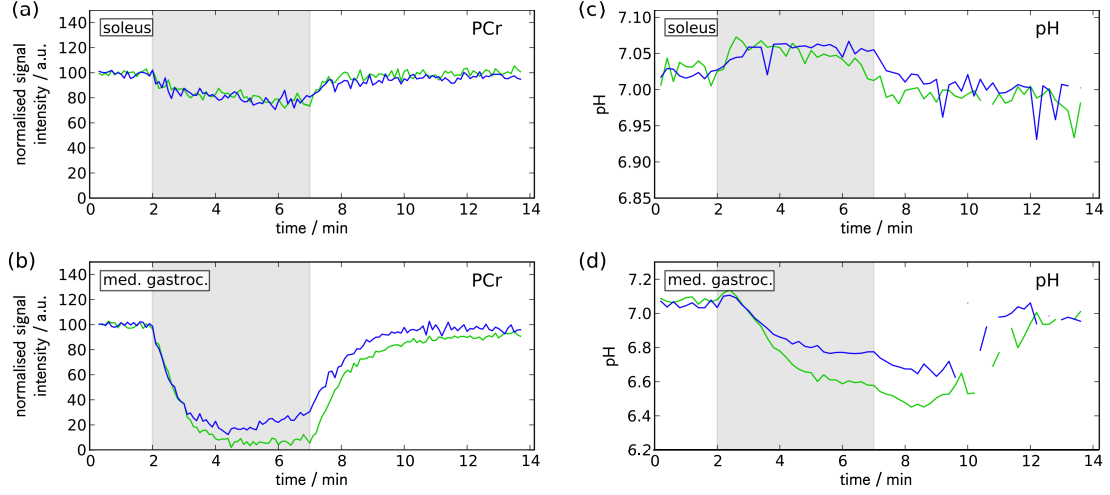 (a)
soleus
PCr
140
120
100
80
60
40
20
0
normalised signal
intensity / a.u.
0 2 4 6 8 10 12 14
time / min
(c)
soleus
pH
7.10
7.05
7.00
6.95
6.90
6.85
pH
0 2 4 6 8 10 12 14
time / min
(b)
med. gastroc.
PCr
140
120
100
80
60
40
20
0
normalised signal
intensity / a.u.
0 2 4 6 8 10 12 14
time / min
(d)
med. gastroc.
pH
7.2
7.0
6.8
6.6
6.4
6.2
pH
0 2 4 6 8 10 12 14
time / min